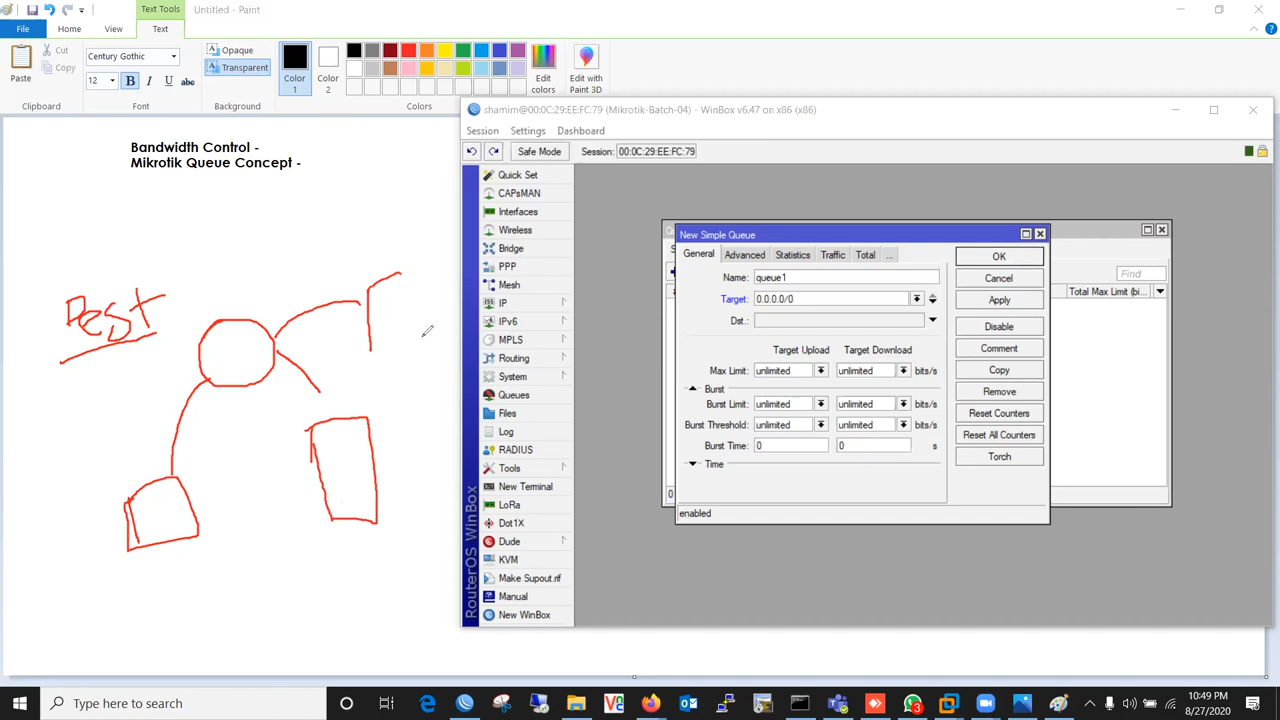 Text Tools
Untitled - Paint
File
Home
View
Text
Cut
Copy
Paste
Clipboard
Century Gothic
12
B I U abc
Font
Opaque
Transparent
Background
Color 1
Color 2
Edit colors
Colors
Edit with Paint 3D
Bandwidth Control -
Mikrotik Queue Concept -
shamim@00:0C:29:EE:FC:79 (Mikrotik-Batch-04) - WinBox v6.47 on x86 (x86)
Session Settings Dashboard
Safe Mode Session: 00:0C:29:EE:FC:79
RouterOS WinBox
Quick Set
CAPsMAN
Interfaces
Wireless
Bridge
PPP
Mesh
IP
IPv6
MPLS
Routing
System
Queues
Files
Log
RADIUS
Tools
New Terminal
LoRa
Dot1X
Dude
KVM
Make Supout.rif
Manual
New WinBox
New Simple Queue
General Advanced Statistics Traffic Total ...
Name: queue1
Target: 0.0.0.0/0
Dst.:
Target Upload Target Download
Max Limit: unlimited unlimited bits/s
Burst
Burst Limit: unlimited unlimited bits/s
Burst Threshold: unlimited unlimited bits/s
Burst Time: 0 0 s
Time
enabled
OK
Cancel
Apply
Disable
Comment
Copy
Remove
Reset Counters
Reset All Counters
Torch
Find
Total Max Limit (bi...
Type here to search
3
10:49 PM
8/27/2020